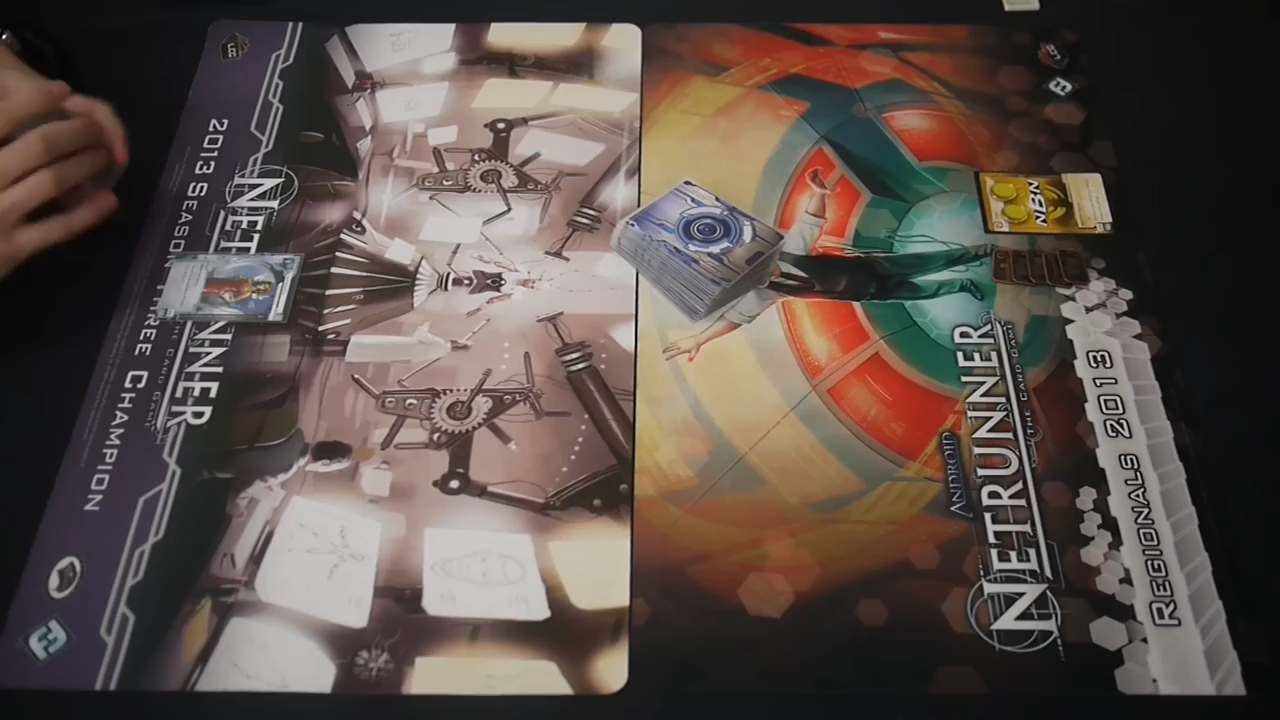 2013 SEASON THREE CHAMPION
NETRUNNER
THE CARD GAME
NBN
ANDROID
NETRUNNER
THE CARD GAME
REGIONALS 2013